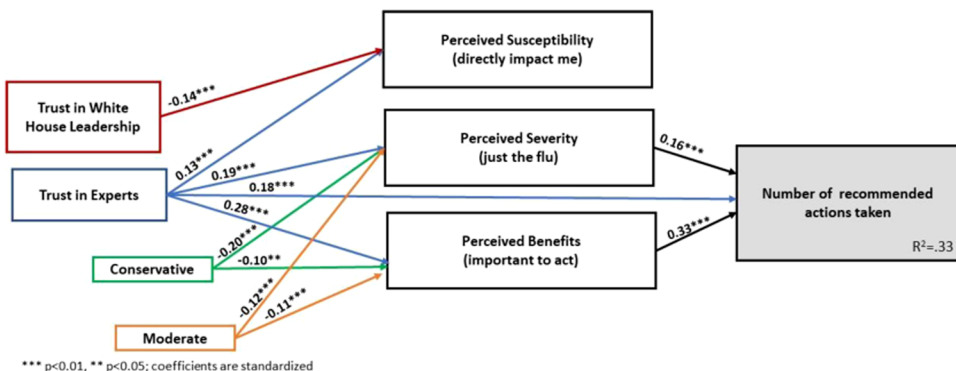 Perceived Susceptibility
(directly impact me)
-0.14***
Trust in White
House Leadership
Perceived Severity
(just the flu)
0.16***
0.13***
0.19***
Trust in Experts
0.18***
Number of recommended
actions taken
0.28***
0.33***
Perceived Benefits
(important to act)
R²=.33
-0.20***
Conservative
-0.10**
-0.12***
-0.11***
Moderate
*** p<0.01, ** p<0.05; coefficients are standardized